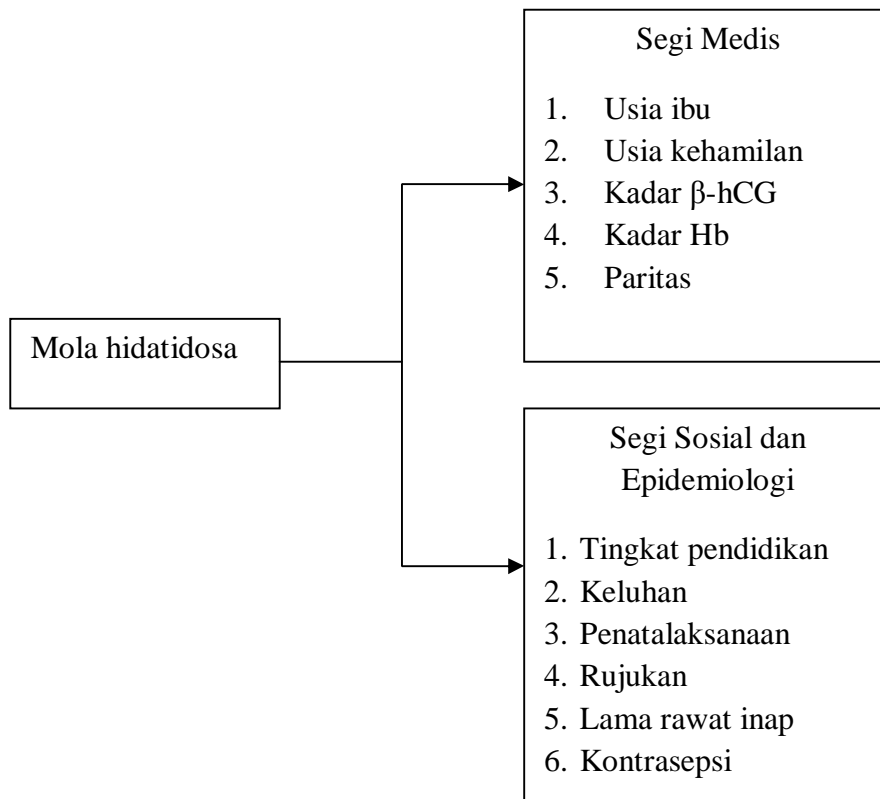 Segi Medis
1. Usia ibu
2. Usia kehamilan
3. Kadar β-hCG
4. Kadar Hb
5. Paritas
Mola hidatidosa
Segi Sosial dan
Epidemiologi
1. Tingkat pendidikan
2. Keluhan
3. Penatalaksanaan
4. Rujukan
5. Lama rawat inap
6. Kontrasepsi